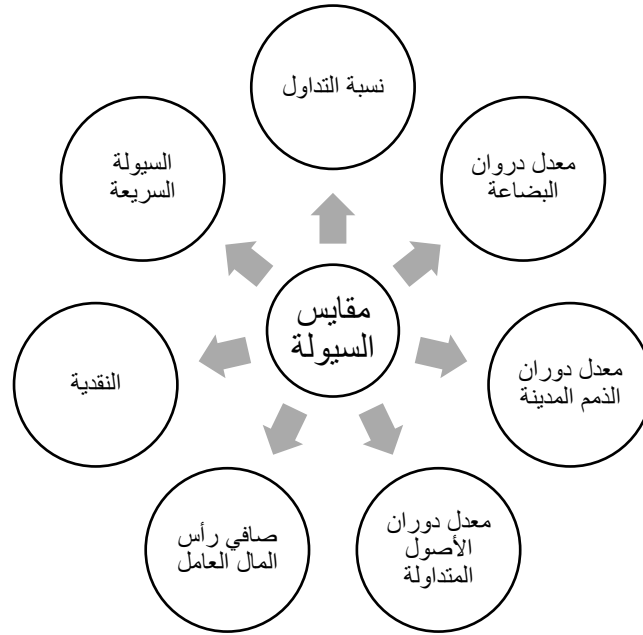 نسبة التداول
معدل دروان
البضاعة
معدل دوران
الذمم المدينة
معدل دوران
الأصول
المتداولة
صافي رأس
المال العامل
النقدية
السيولة
السريعة
مقايس
السيولة